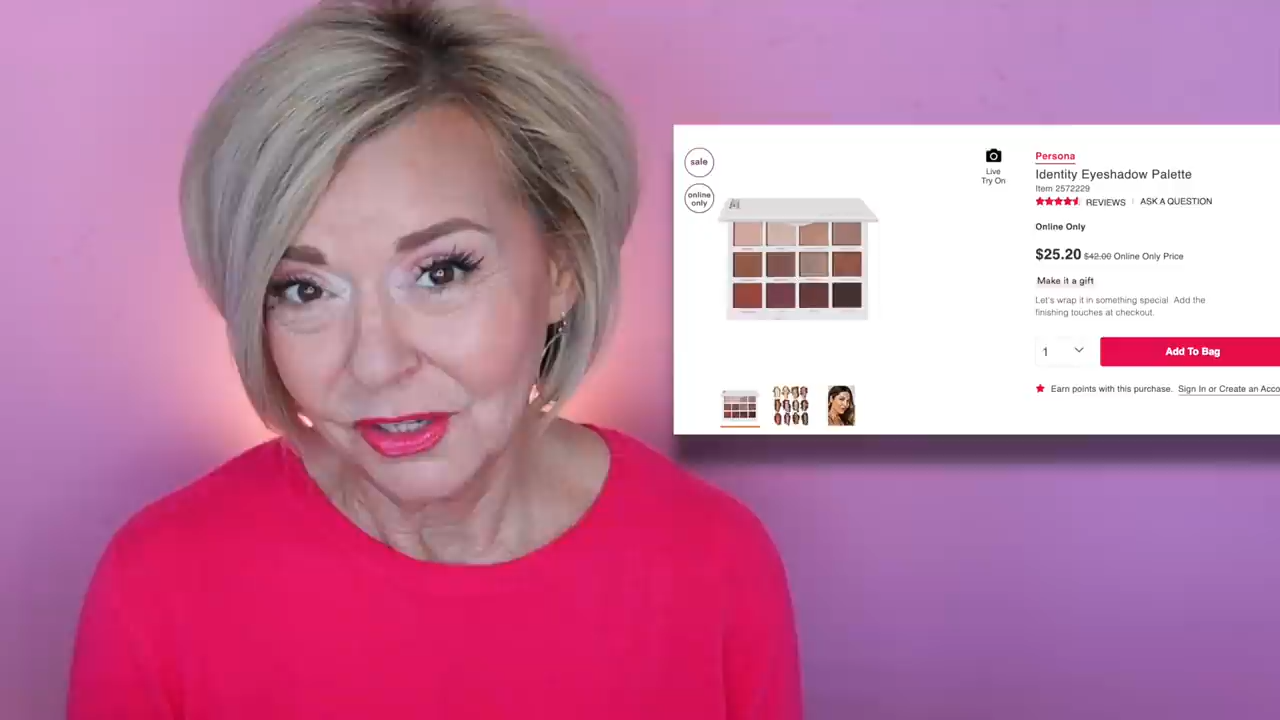 sale
online
only
Live
Try On
Persona
Identity Eyeshadow Palette
Item 2572229
REVIEWS | ASK A QUESTION
Online Only
$25.20 $42.00 Online Only Price
Make it a gift
Let's wrap it in something special. Add the
finishing touches at checkout.
1
Add To Bag
Earn points with this purchase. Sign In or Create an Acco